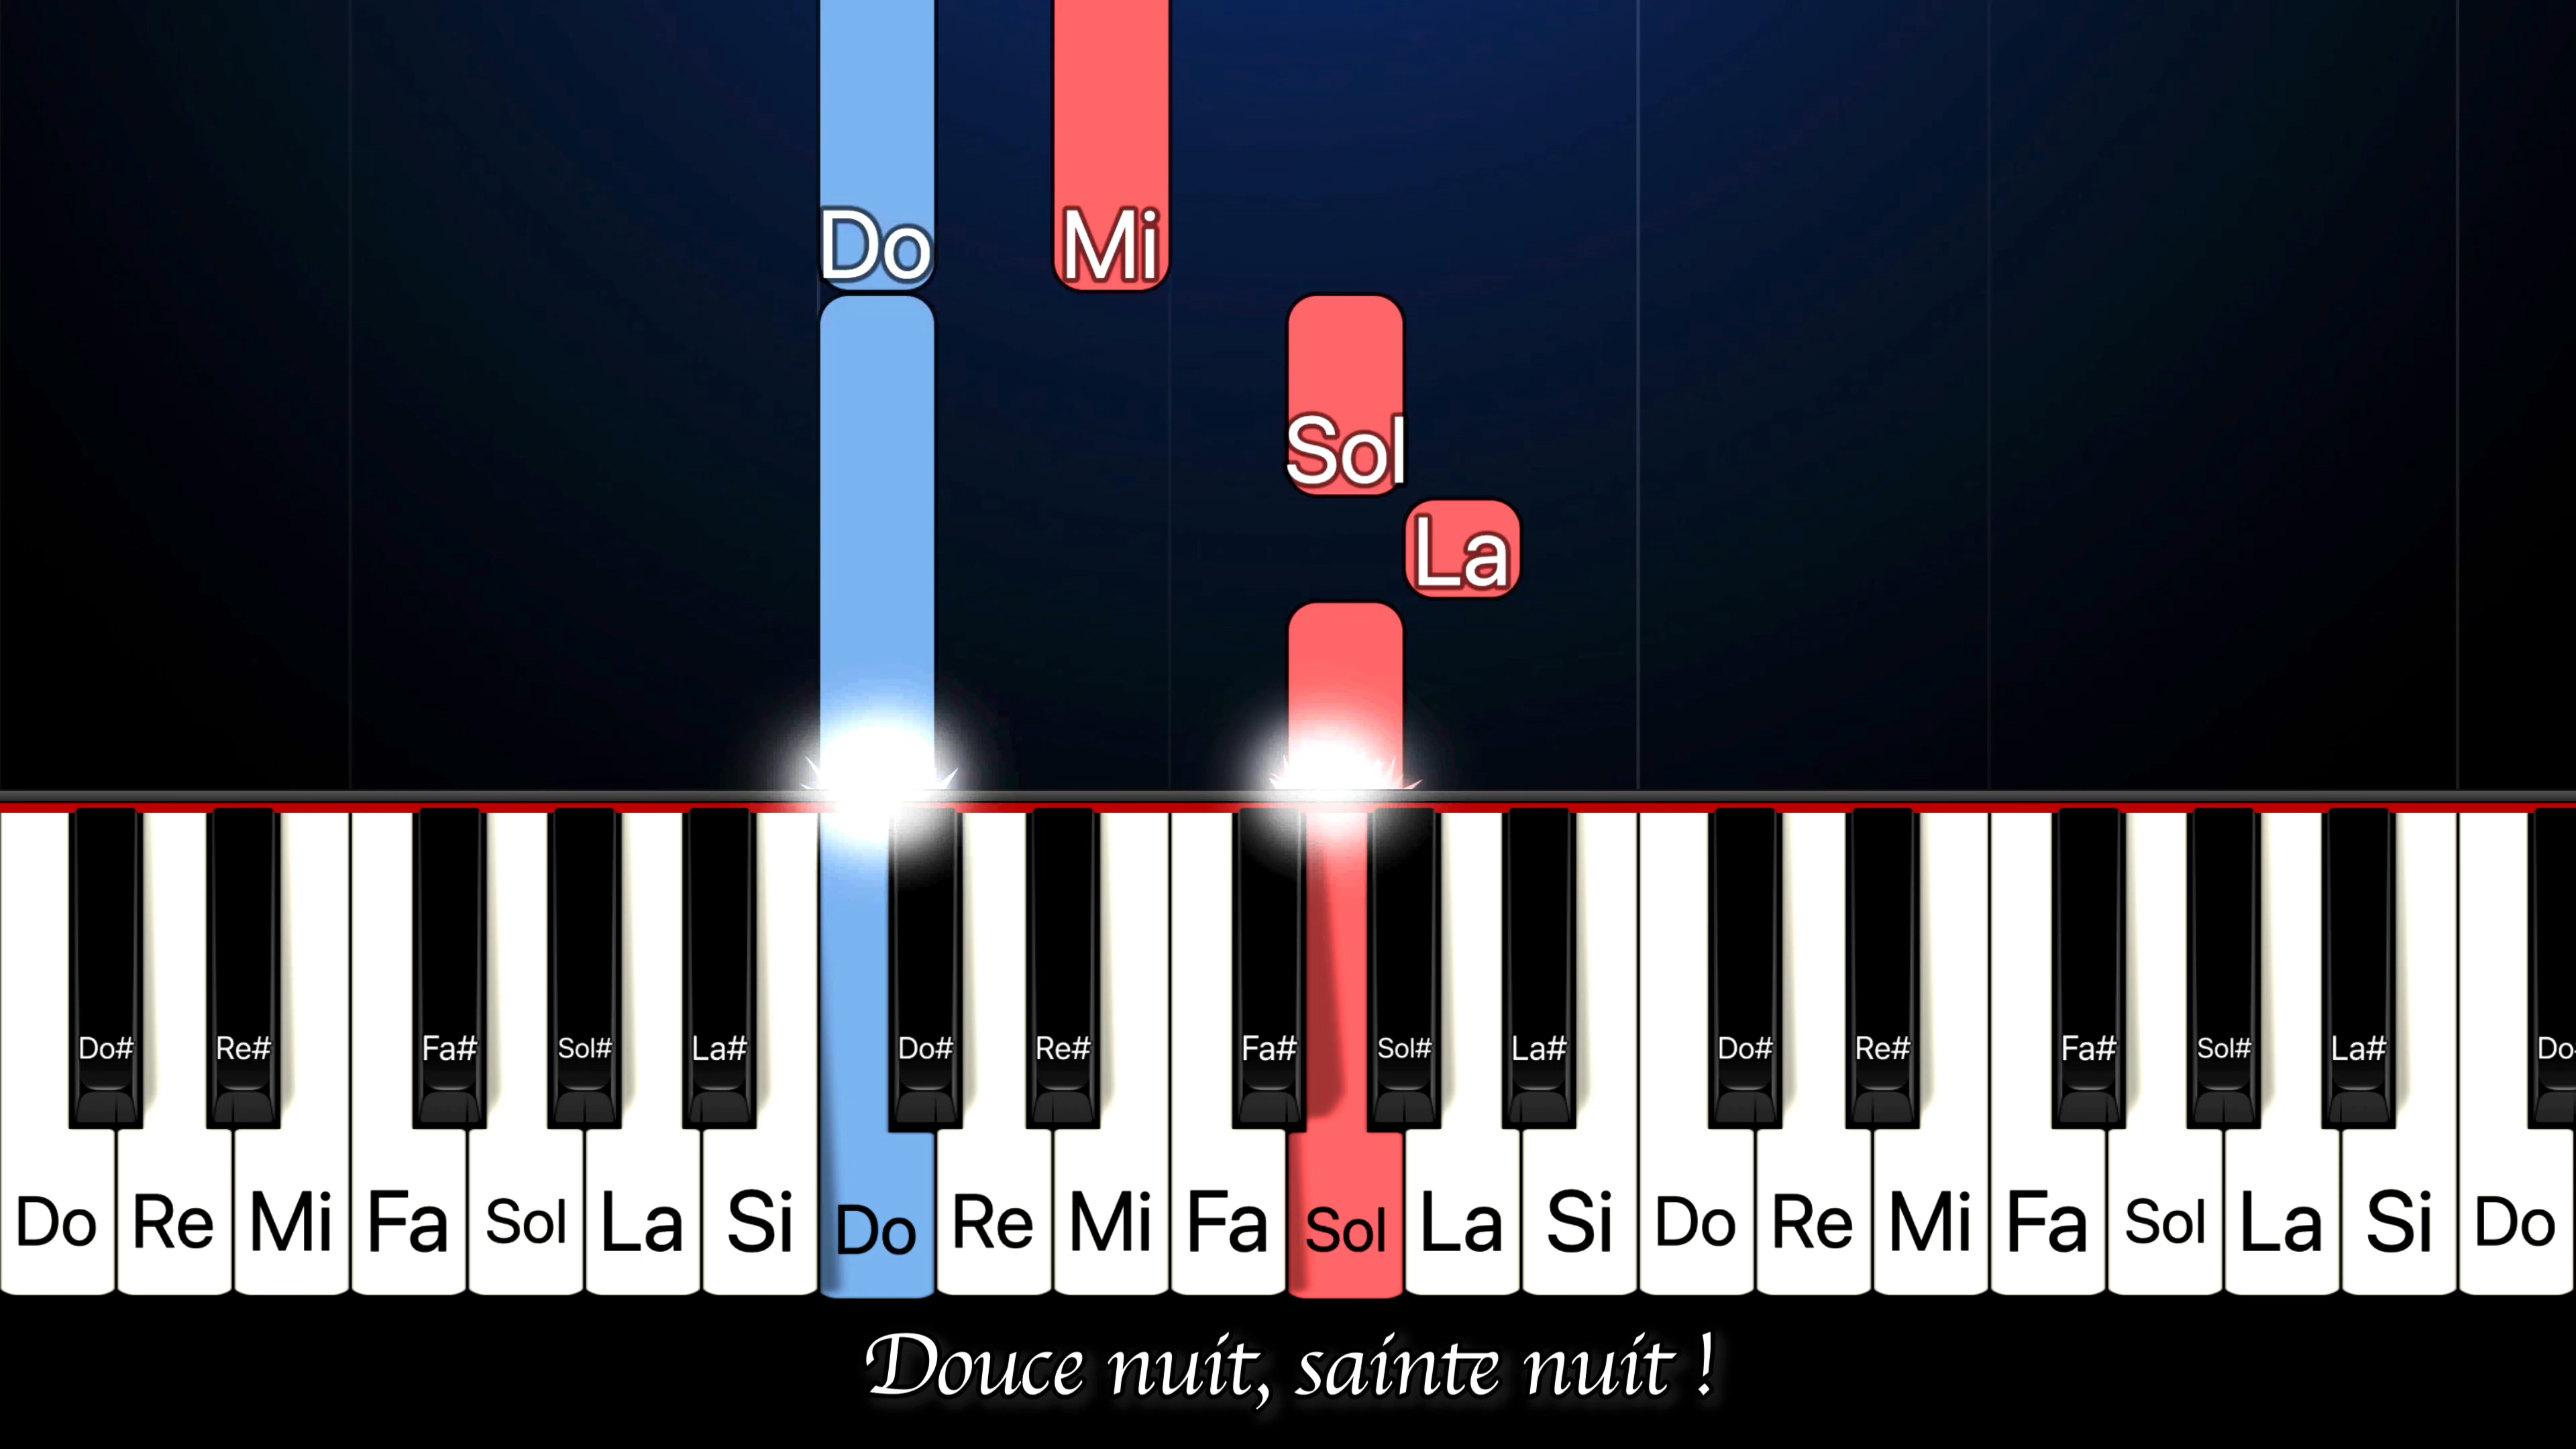 Do Mi
Sol
La
Do# Re# Fa# Sol# La# Do# Re# Fa# Sol# La# Do# Re# Fa# Sol# La#
Do Re Mi Fa Sol La Si Do Re Mi Fa Sol La Si Do Re Mi Fa Sol La Si Do
Douce nuit, sainte nuit !